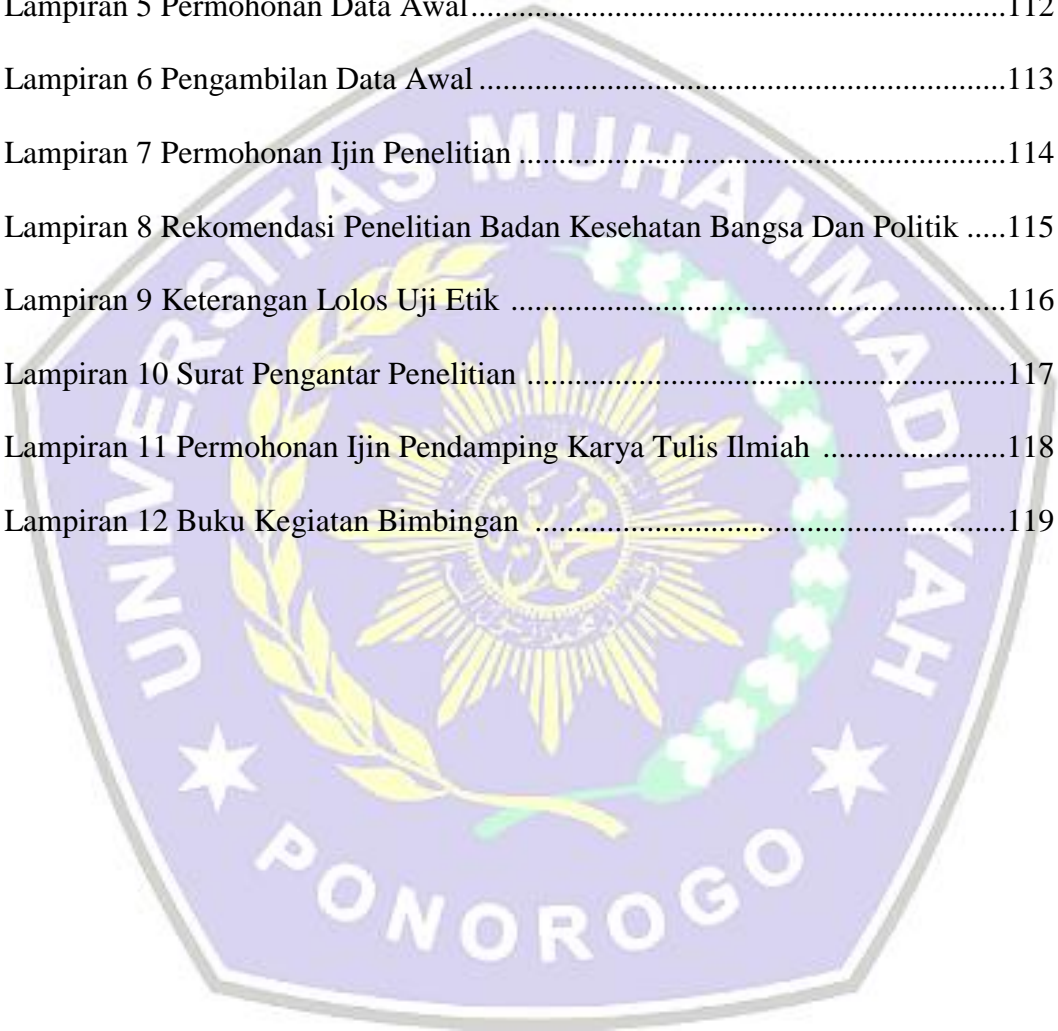 Lampiran 5 Permohonan Data Awal...............................................................112
Lampiran 6 Pengambilan Data Awal ..............................................................113
Lampiran 7 Permohonan Ijin Penelitian .........................................................114
Lampiran 8 Rekomendasi Penelitian Badan Kesehatan Bangsa Dan Politik .....115
Lampiran 9 Keterangan Lolos Uji Etik ..........................................................116
Lampiran 10 Surat Pengantar Penelitian ........................................................117
Lampiran 11 Permohonan Ijin Pendamping Karya Tulis Ilmiah .....................118
Lampiran 12 Buku Kegiatan Bimbingan .......................................................119
UNIVERSITAS MUHAMMADIYAH
PONOROGO